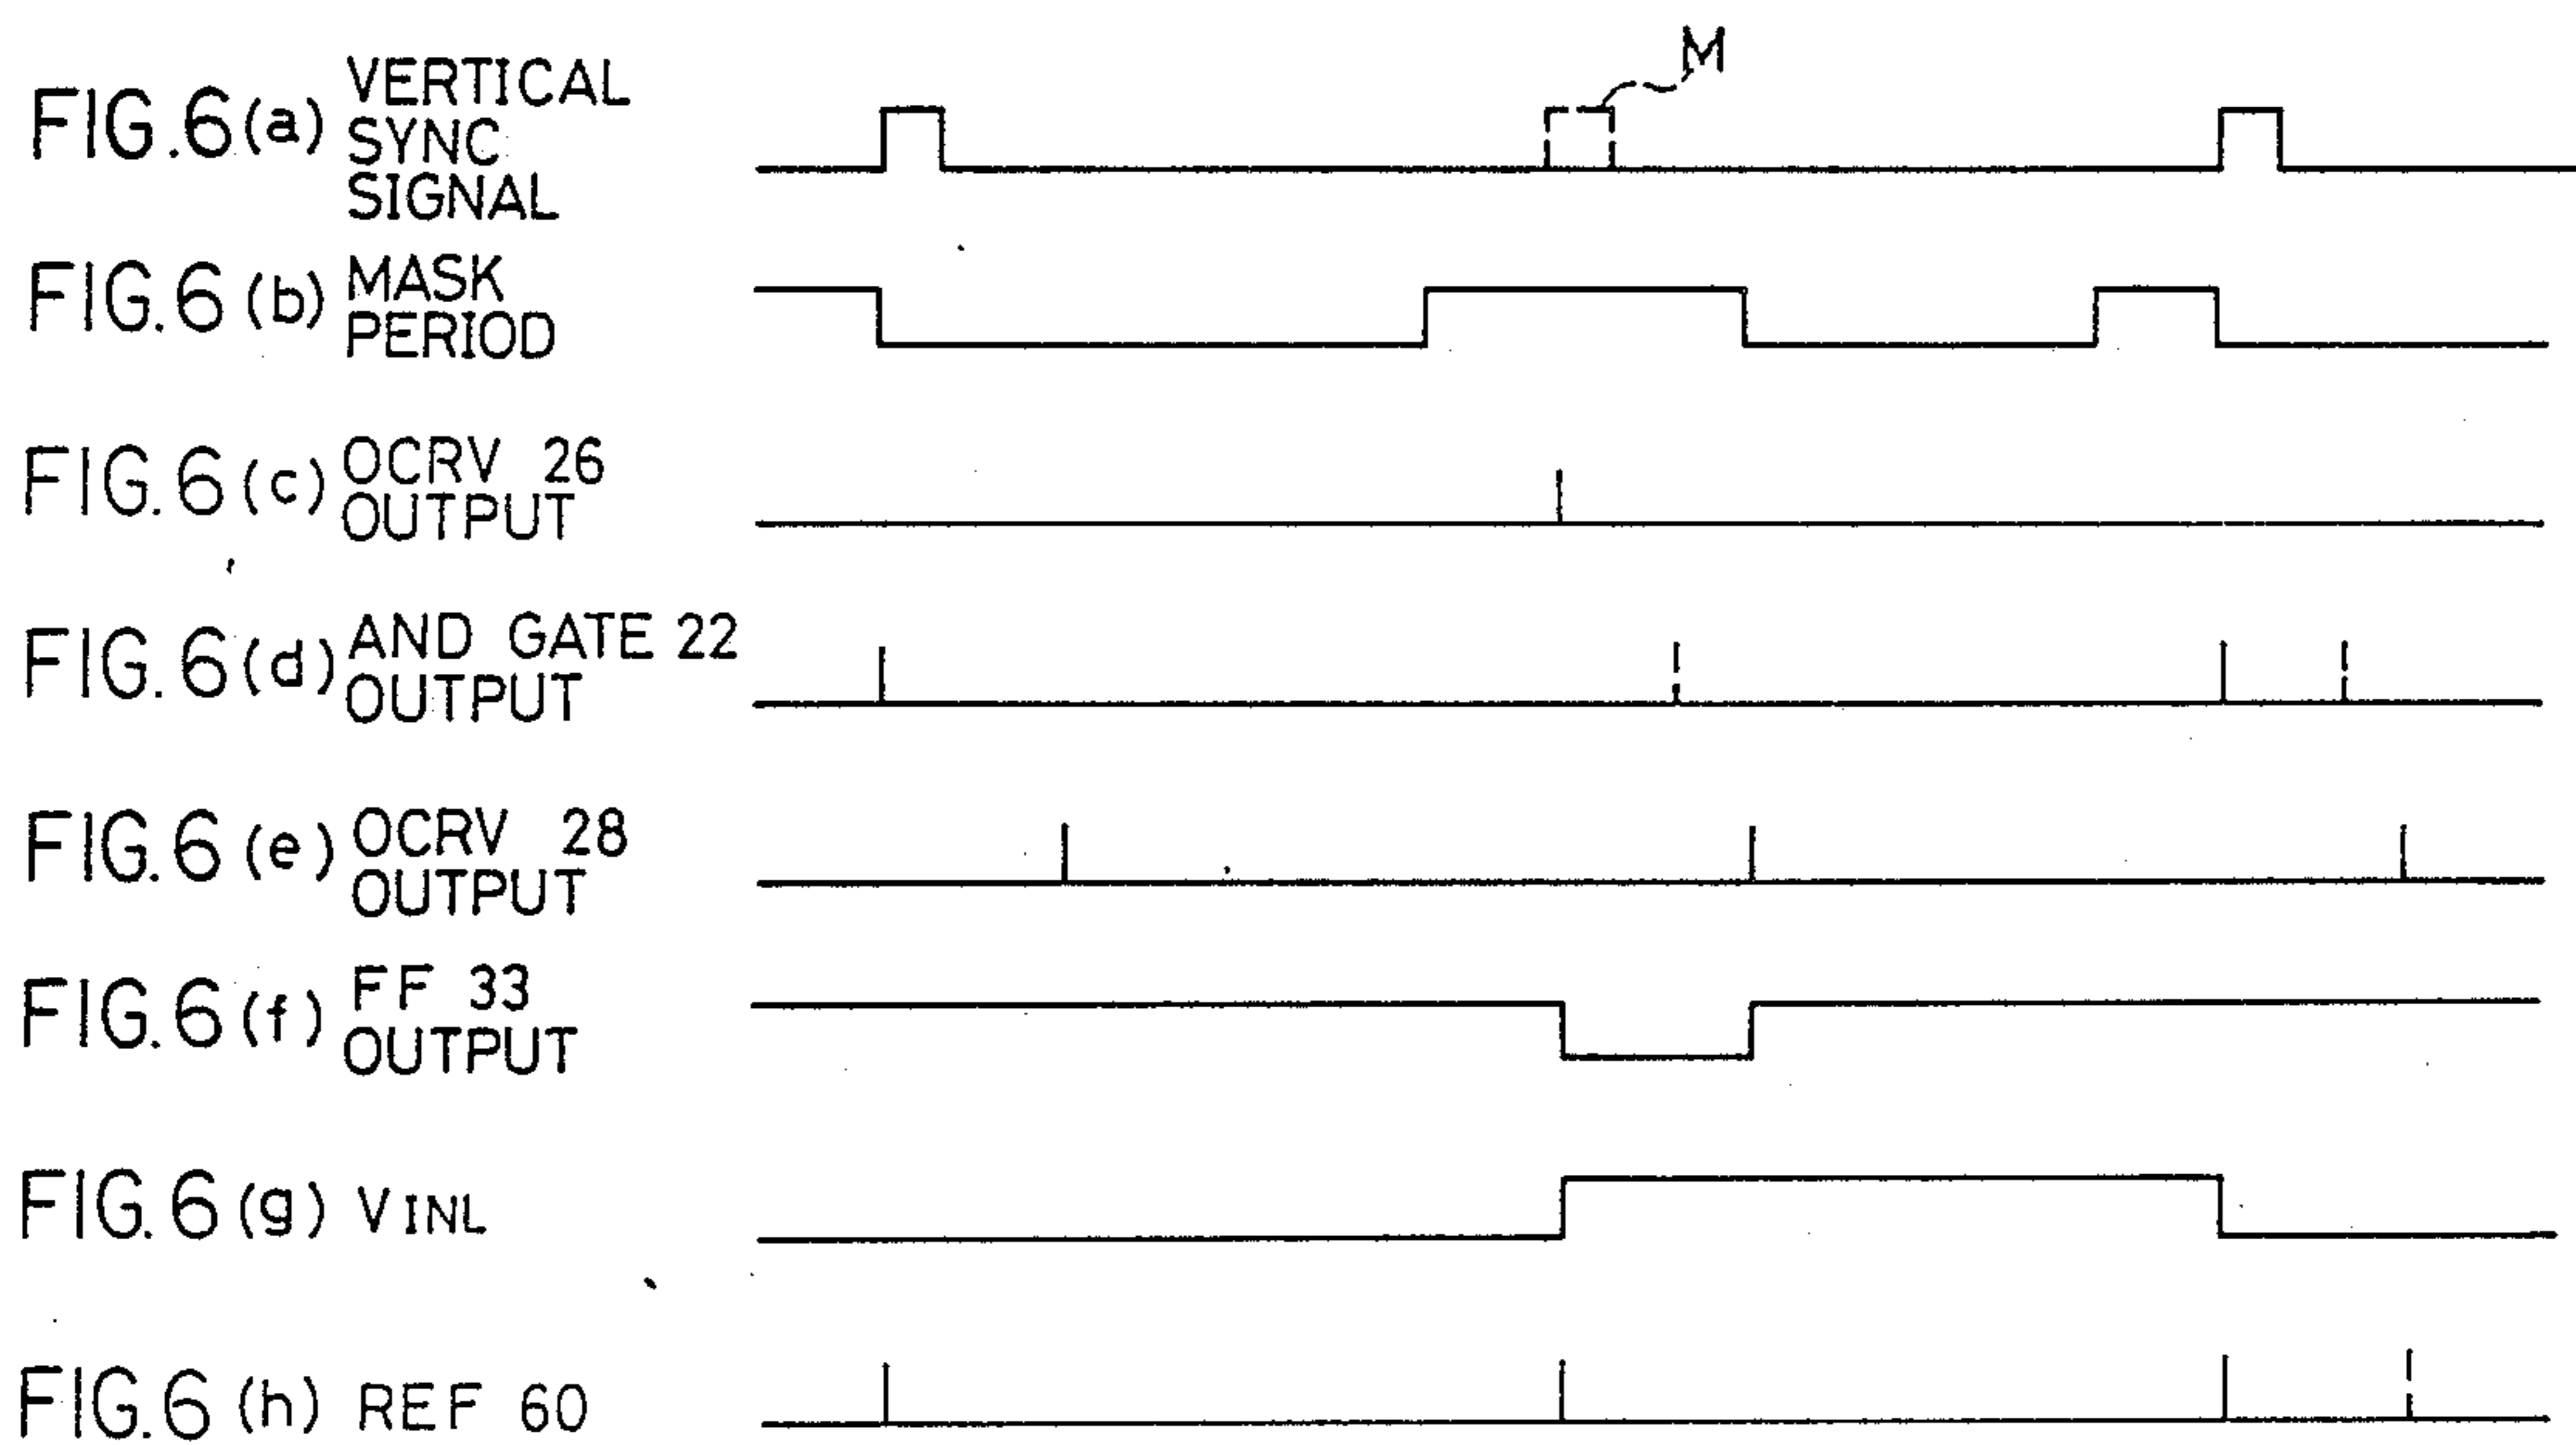 M
FIG.6(a) VERTICAL
SYNC
SIGNAL
FIG.6(b) MASK
PERIOD
FIG.6(c) OCRV 26
OUTPUT
FIG.6(d) AND GATE 22
OUTPUT
FIG.6(e) OCRV 28
OUTPUT
FIG.6(f) FF 33
OUTPUT
FIG.6(g) VINL
FIG.6(h) REF 60